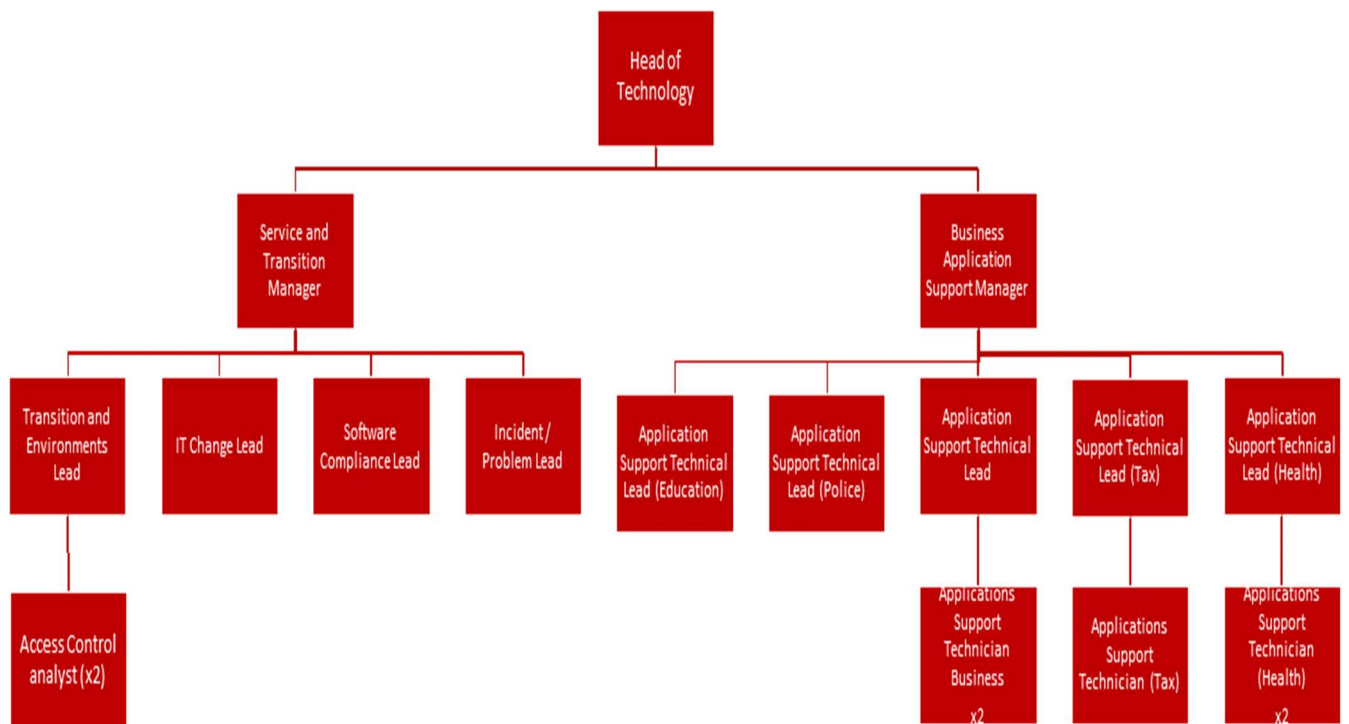 Head of
Technology
Service and
Transition
Manager
Business
Application
Support Manager
Transition and
Environments
Lead
IT Change Lead
Software
Compliance Lead
Incident /
Problem Lead
Application
Support Technical
Lead (Education)
Application
Support Technical
Lead (Police)
Application
Support Technical
Lead
Application
Support Technical
Lead (Tax)
Application
Support Technical
Lead (Health)
Access Control
analyst (x2)
Applications
Support
Technician
Business
x2
Applications
Support
Technician (Tax)
Applications
Support
Technician
(Health)
x2